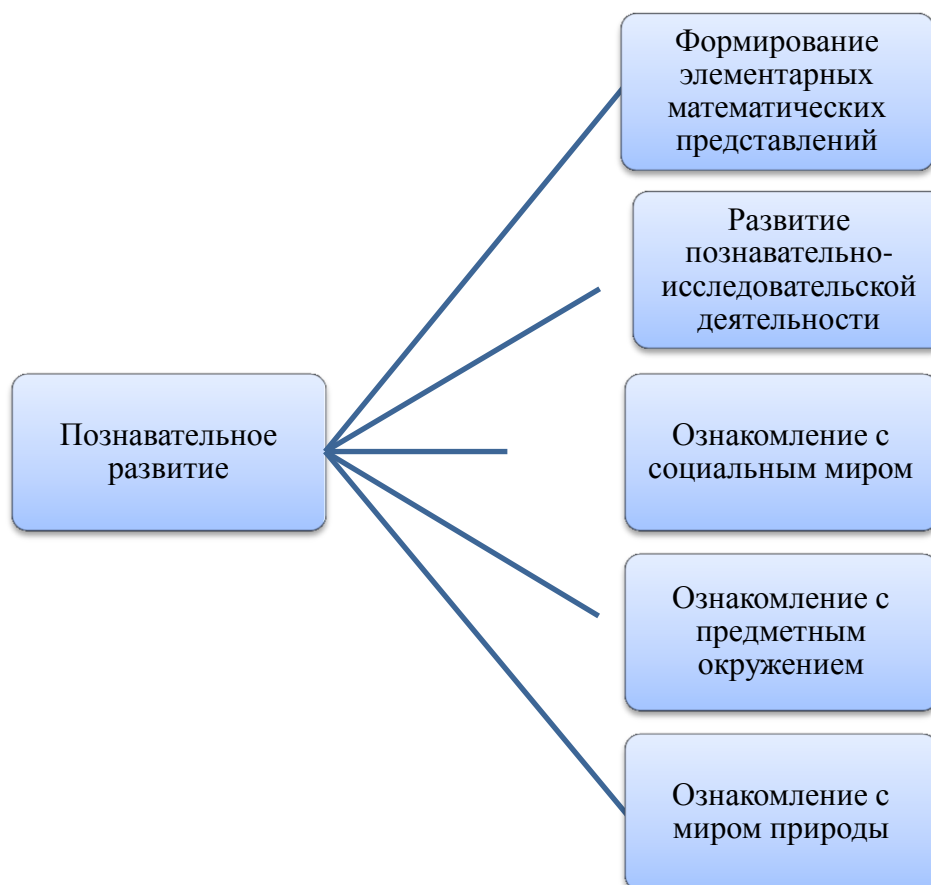 Формирование
элементарных
математических
представлений
Развитие
познавательно-
исследовательской
деятельности
Познавательное
развитие
Ознакомление с
социальным миром
Ознакомление с
предметным
окружением
Ознакомление с
миром природы